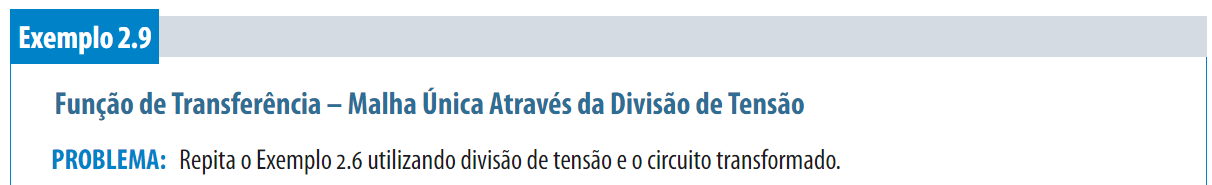 Exemplo 2.9
Função de Transferência – Malha Única Através da Divisão de Tensão
PROBLEMA: Repita o Exemplo 2.6 utilizando divisão de tensão e o circuito transformado.